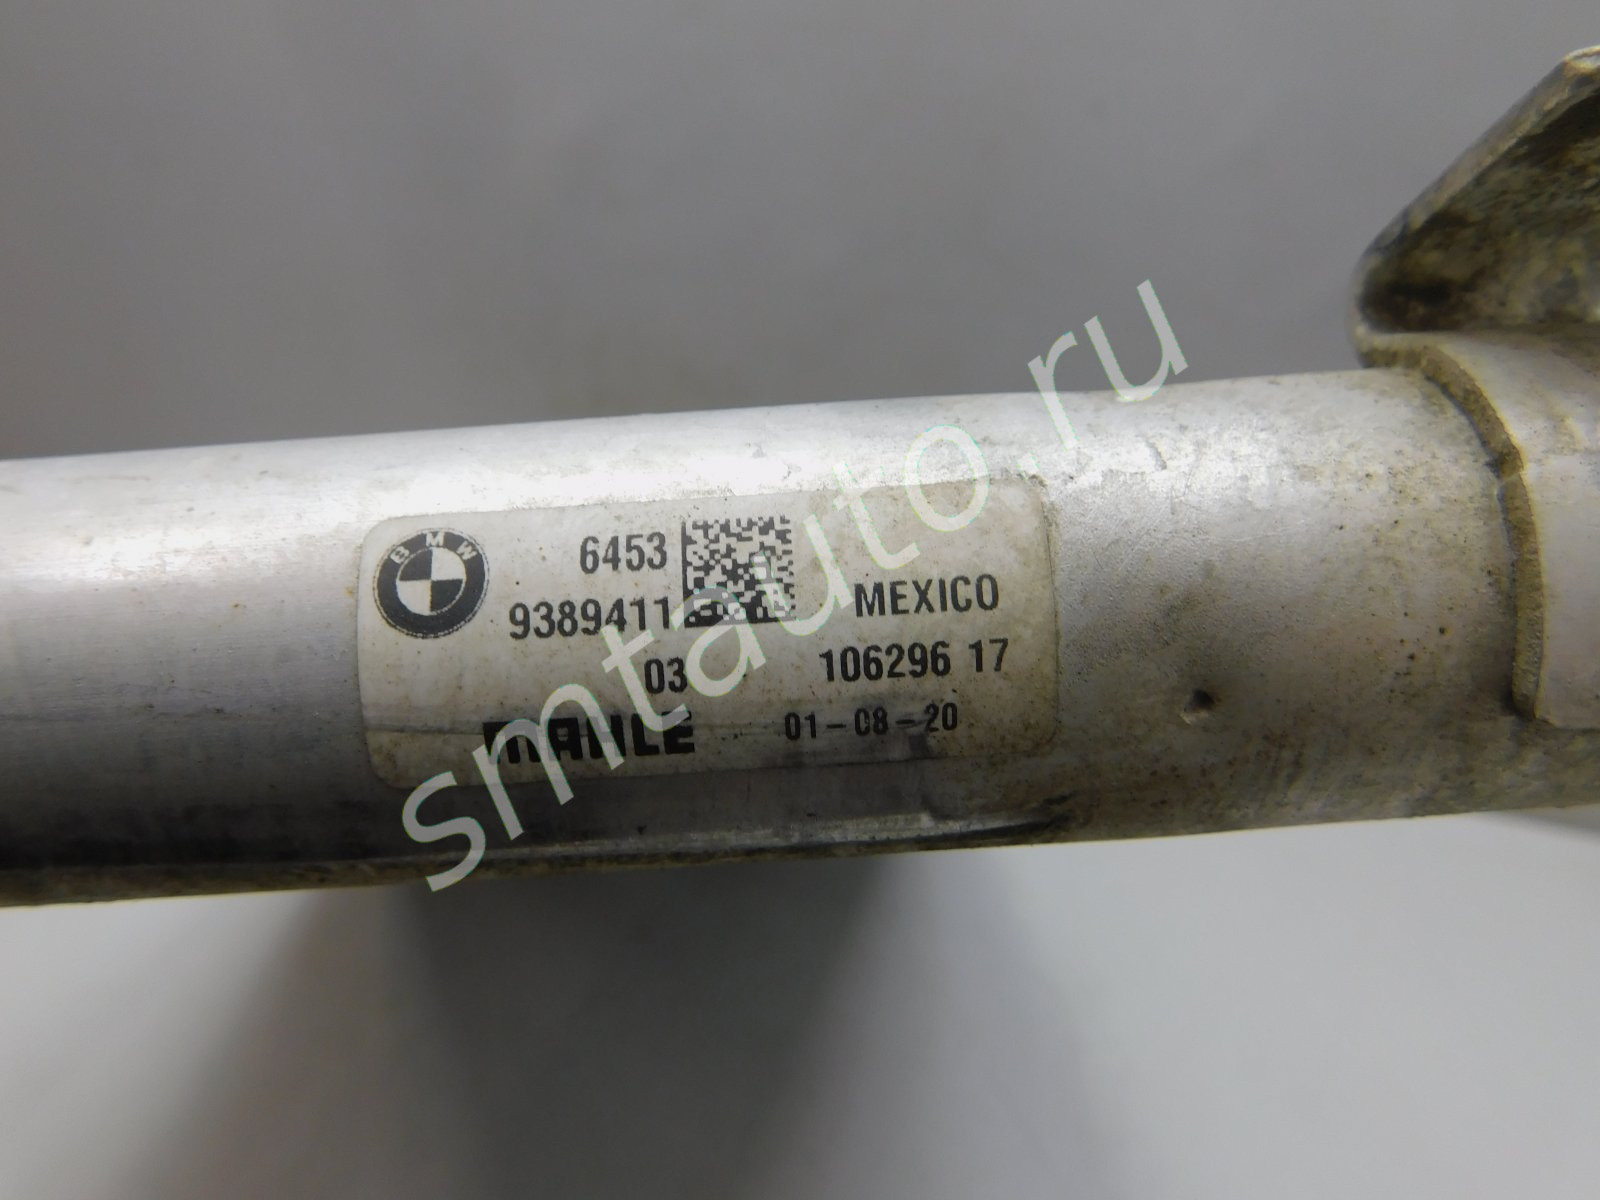 BMW
6453
9389411
MEXICO
03 106296 17
MAHLE 01-08-20
smtauto.ru